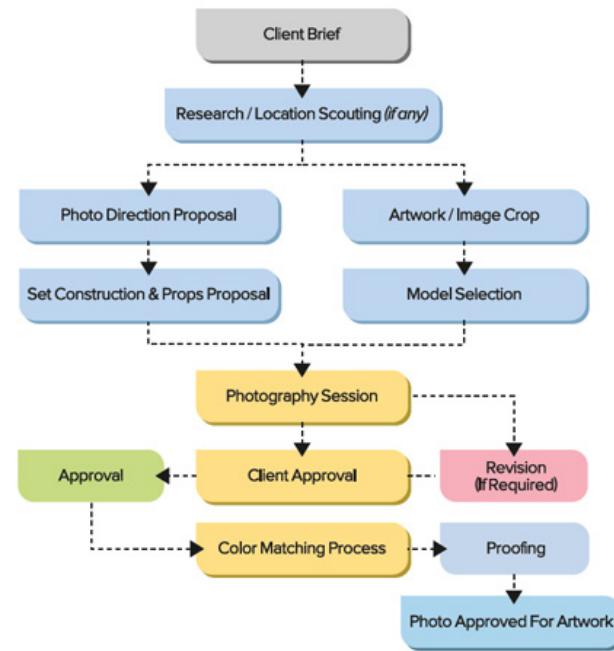 Client Brief
Research / Location Scouting (if any)
Photo Direction Proposal
Artwork / Image Crop
Set Construction & Props Proposal
Model Selection
Photography Session
Approval
Client Approval
Revision
(If Required)
Color Matching Process
Proofing
Photo Approved For Artwork